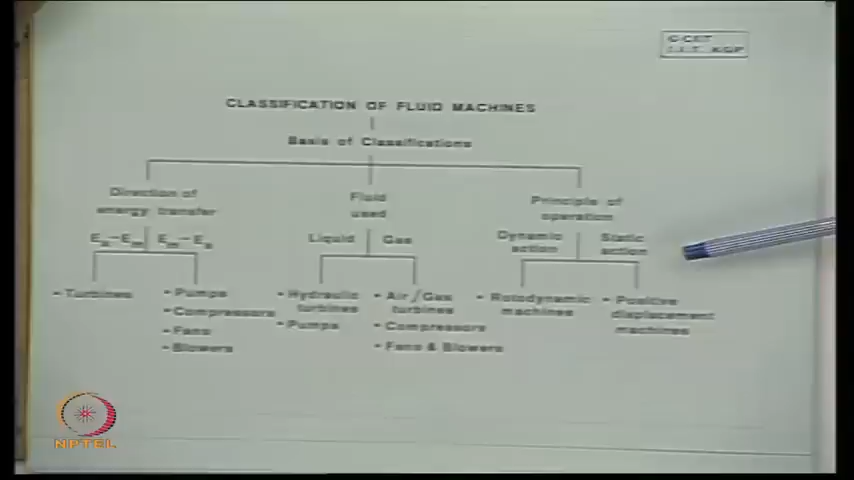 © CET
I.I.T. KGP
CLASSIFICATION OF FLUID MACHINES
Basis of Classifications
Direction of
energy transfer
Fluid
used
Principle of
operation
Liquid
Gas
Dynamic
action
Static
action
- Turbines
- Pumps
- Compressors
- Fans
- Blowers
- Hydraulic
turbines
- Pumps
- Air/Gas
turbines
- Compressors
- Fans & Blowers
- Rotodynamic
machines
- Positive
displacement
machines
NPTEL